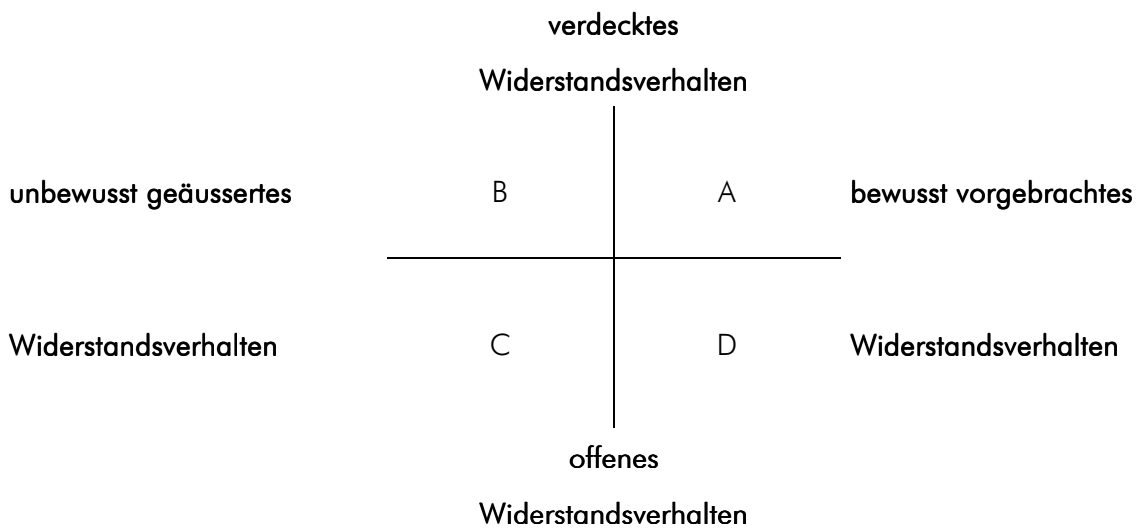 verdecktes
Widerstandsverhalten
unbewusst geäussertes B A bewusst vorgebrachtes
Widerstandsverhalten C D Widerstandsverhalten
offenes
Widerstandsverhalten